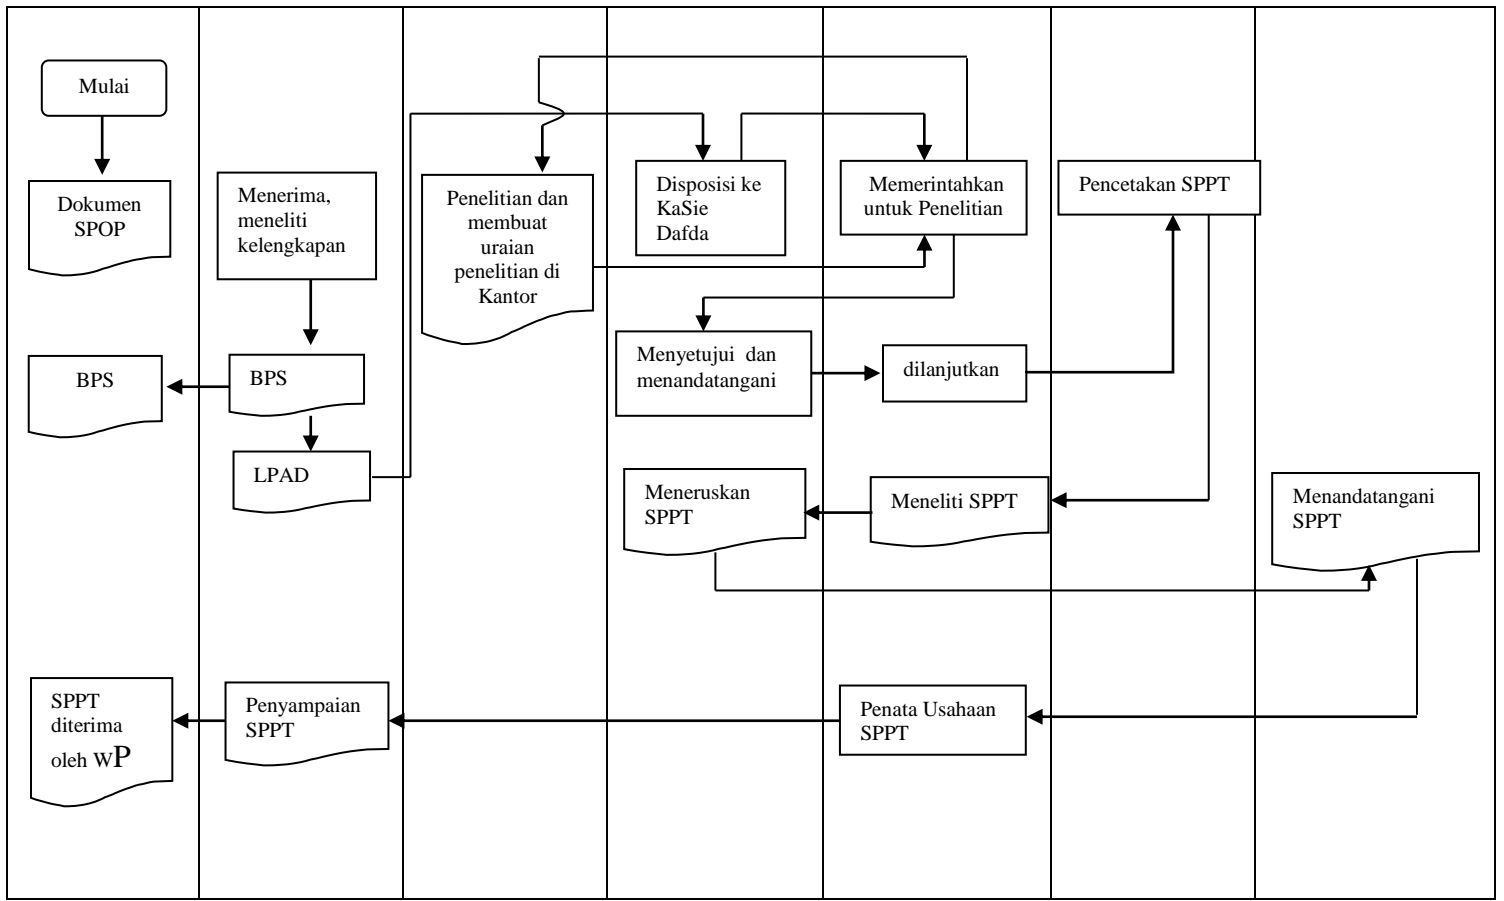 Mulai
Dokumen
SPOP
Menerima,
meneliti
kelengkapan
Penelitian dan
membuat
uraian
penelitian di
Kantor
Disposisi ke
KaSie
Dafda
Memerintahkan
untuk Penelitian
Pencetakan SPPT
BPS
BPS
Menyetujui dan
menandatangani
dilanjutkan
LPAD
Meneruskan
SPPT
Meneliti SPPT
Menandatangani
SPPT
SPPT
diterima
oleh WP
Penyampaian
SPPT
Penata Usahaan
SPPT